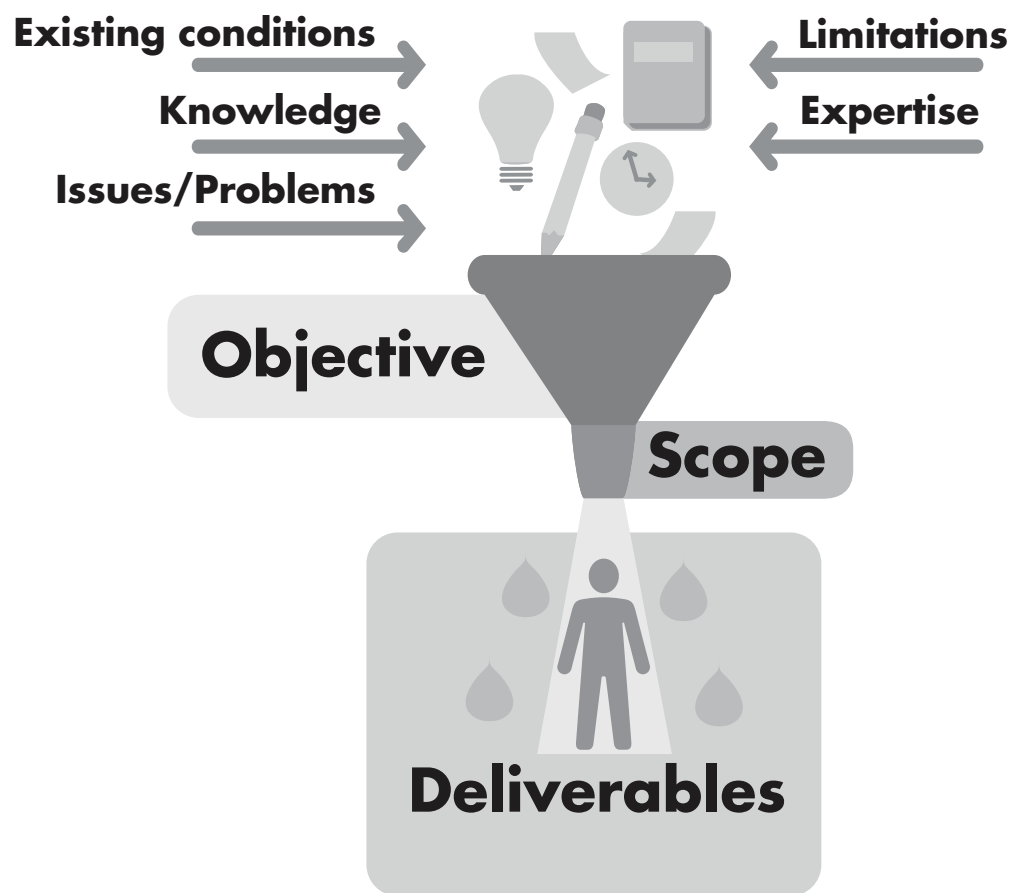 Existing conditions
Limitations
Knowledge
Expertise
Issues/Problems
Objective
Scope
Deliverables